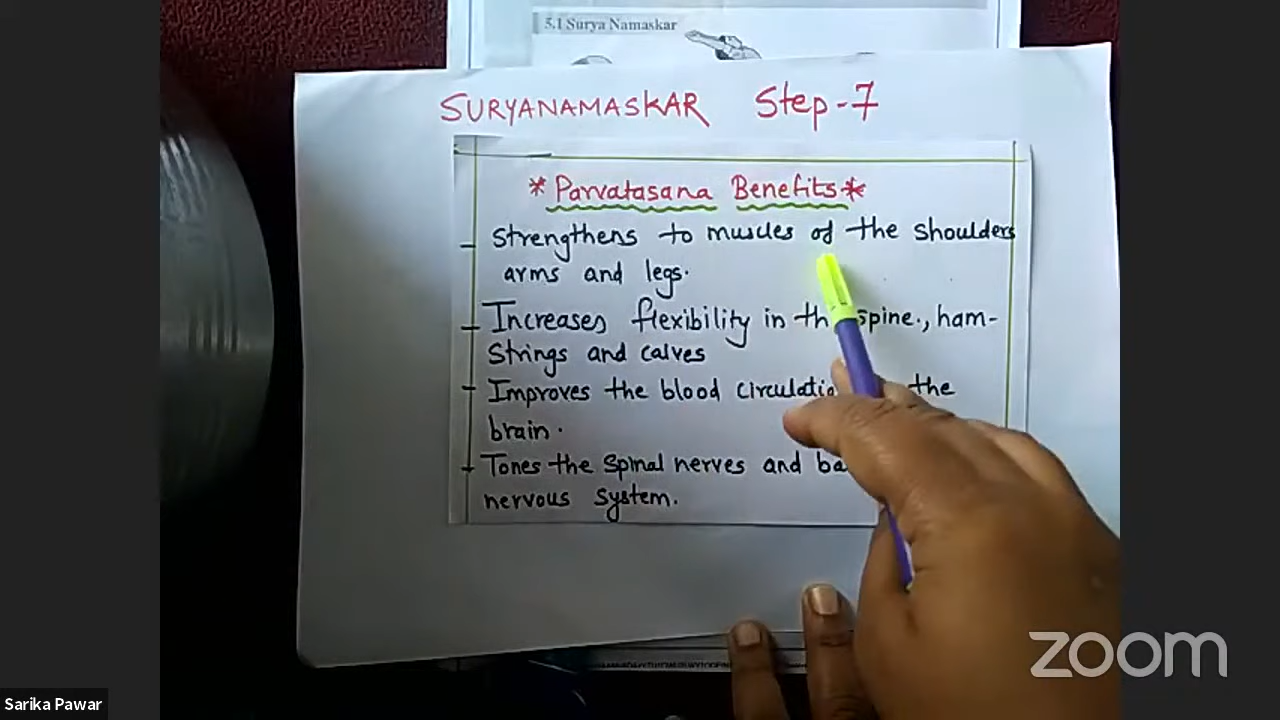 5.1 Surya Namaskar
SURYANAMASKAR Step-7
*Parvatasana Benefits*
- Strengthens to muscles of the shoulders
arms and legs.
- Increases flexibility in the spine., ham-
strings and calves
- Improves the blood circulatio the
brain.
- Tones the spinal nerves and ba
nervous system.
zoom
Sarika Pawar